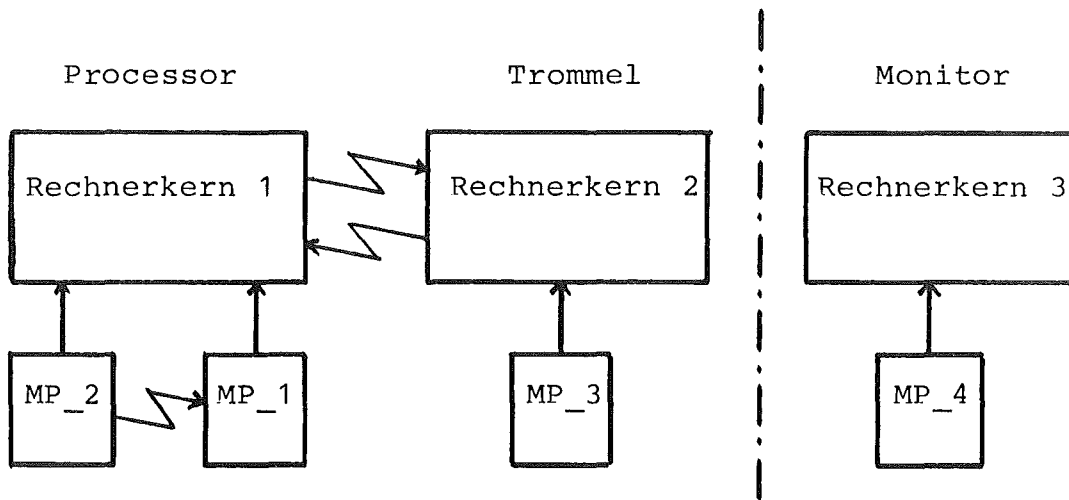 Processor Trommel Monitor
Rechnerkern 1 Rechnerkern 2 Rechnerkern 3
MP_2 MP_1 MP_3 MP_4